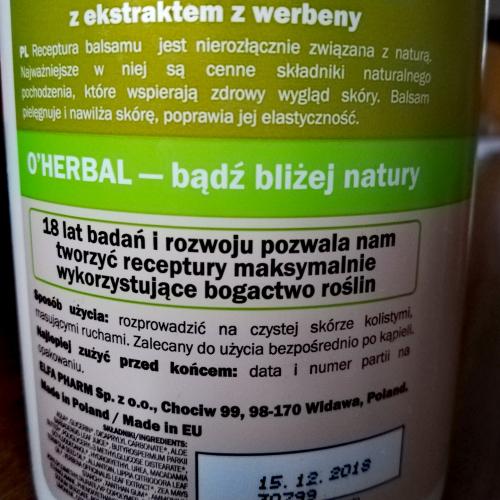 z ekstraktem z werbeny
PL Receptura balsamu jest nierozłącznie związana z naturą.
Najważniejsze w niej są cenne składniki naturalnego
pochodzenia, które wspierają zdrowy wygląd skóry. Balsam
pielęgnuje i nawilża skórę, poprawia jej elastyczność.
O'HERBAL — bądź bliżej natury
18 lat badań i rozwoju pozwala nam
tworzyć receptury maksymalnie
wykorzystujące bogactwo roślin
Sposób użycia: rozprowadzić na czystej skórze kolistymi,
masującymi ruchami. Zalecany do użycia bezpośrednio po kąpieli.
Najlepiej zużyć przed końcem: data i numer partii na
opakowaniu.
ELFA PHARM Sp. z o.o., Chociw 99, 98-170 Widawa, Poland.
Made in Poland / Made in EU
SKŁADNIKI/INGREDIENTS:
15.12.2018